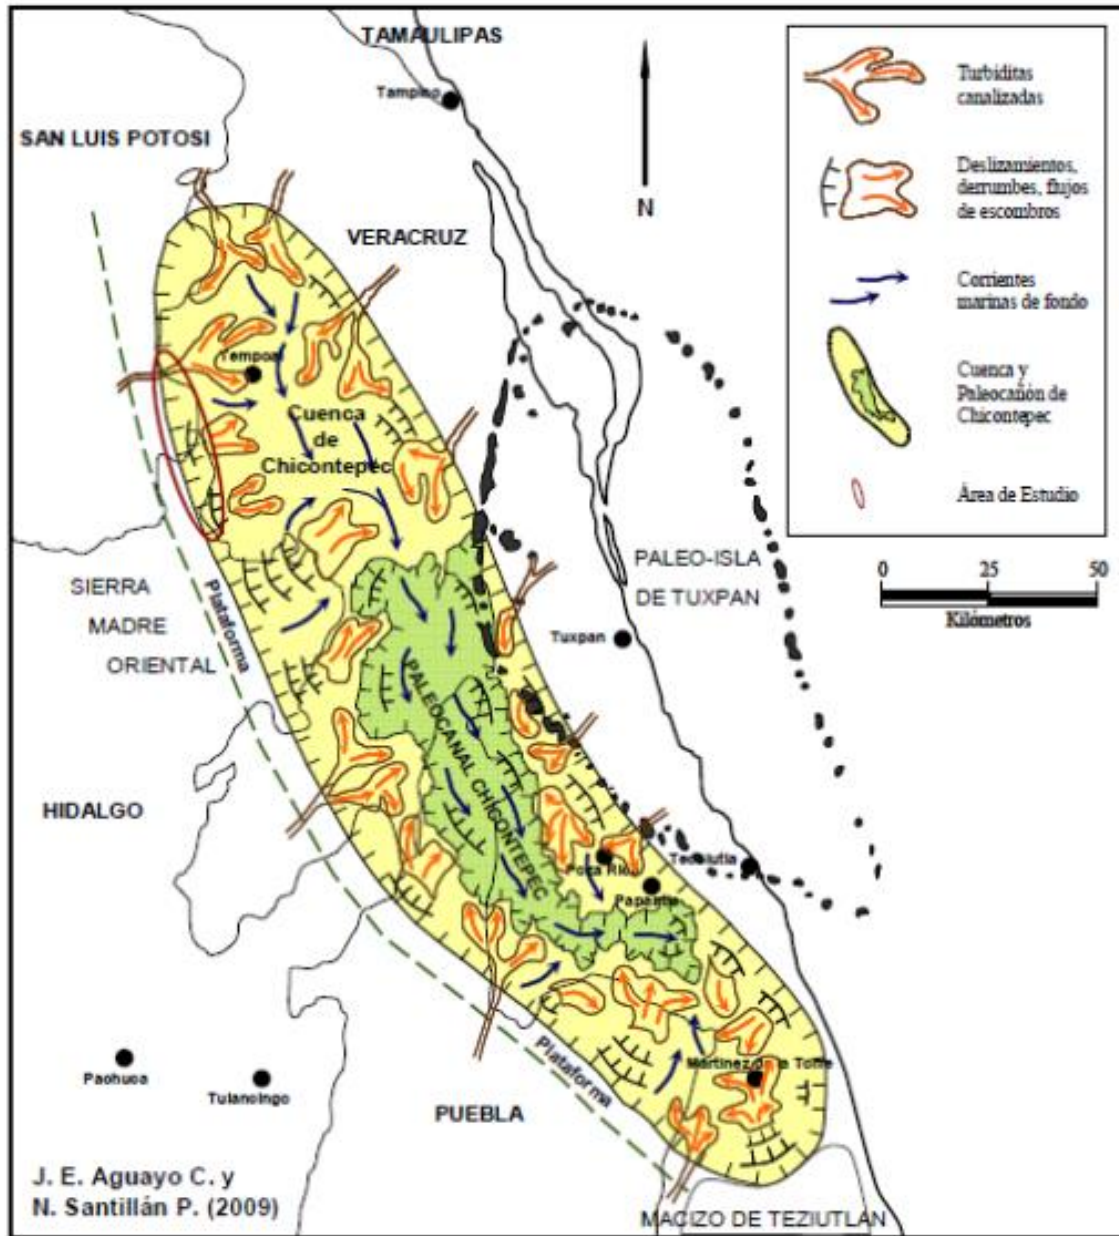 TAMAULIPAS
Tampico
SAN LUIS POTOSI
VERACRUZ
N
Turbiditas
canalizadas
Deslizamientos,
derrumbes, flujos
de escombros
Corrientes
marinas de fondo
Cuenca y
Paleocañón de
Chicontepec
Área de Estudio
0 25 50
Kilómetros
Tempoal
Cuenca
de
Chicontepec
SIERRA
MADRE
ORIENTAL
Plataforma
PALEO-ISLA
DE TUXPAN
Tuxpan
PALEOCANAL CHICONTEPEC
HIDALGO
Poza Rica
Tecolutla
Papantla
Pachuca
Tulancingo
Plataforma
Martinez de la Torre
PUEBLA
J. E. Aguayo C. y
N. Santillán P. (2009)
MACIZO DE TEZIUTLAN